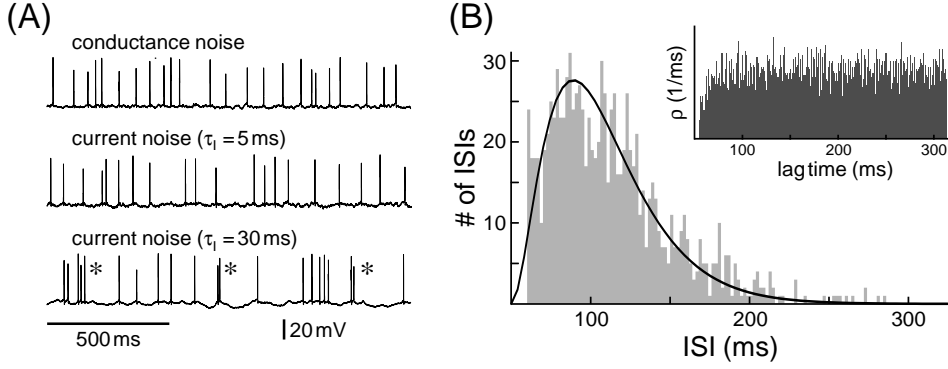 (A)
conductance noise
current noise (τI = 5 ms)
current noise (τI = 30 ms)
* * *
500 ms
20 mV
(B)
30
20
10
# of ISIs
100 200 300
ISI (ms)
ρ (1/ms)
100 200 300
lag time (ms)